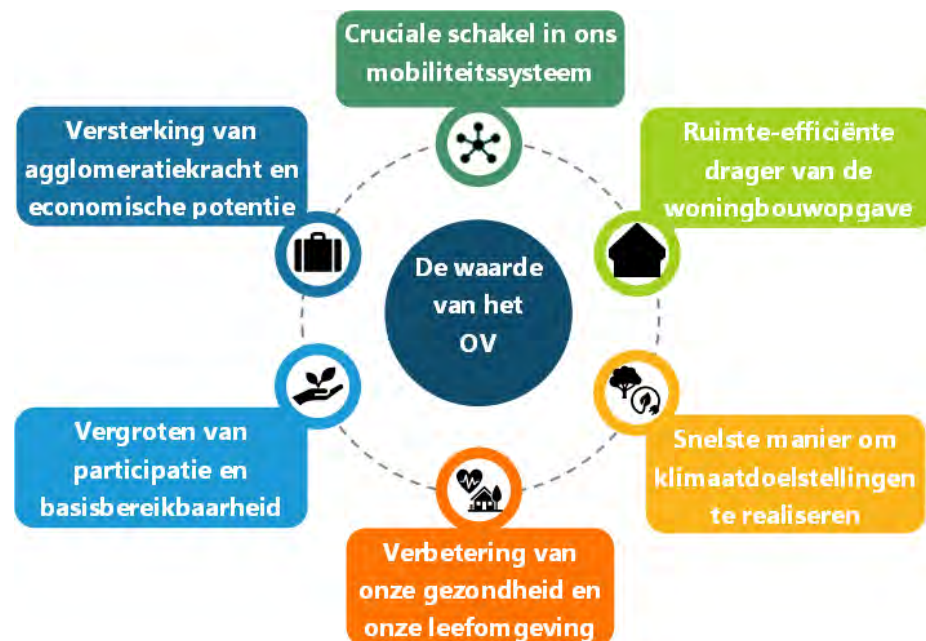 Cruciale schakel in ons
mobiliteitssysteem
Versterking van
agglomeratiekracht en
economische potentie
Ruimte-efficiënte
drager van de
woningbouwopgave
De waarde
van het
OV
Vergroten van
participatie en
basisbereikbaarheid
Snelste manier om
klimaatdoelstellingen
te realiseren
Verbetering van
onze gezondheid en
onze leefomgeving